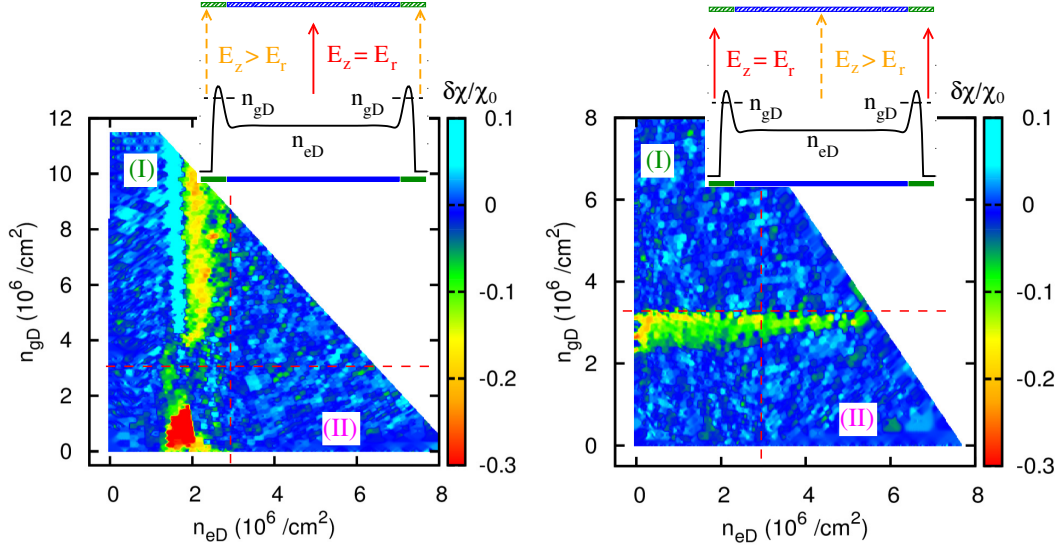 E_z > E_r
E_z = E_r
n_gD
n_gD
n_eD
δχ/χ_0
(I)
(II)
12
10
8
6
4
2
0
n_gD (10^6 /cm^2)
0
2
4
6
8
n_eD (10^6 /cm^2)
0.1
0
-0.1
-0.2
-0.3
E_z = E_r
E_z > E_r
n_gD
n_gD
n_eD
δχ/χ_0
(I)
(II)
8
6
4
2
0
n_gD (10^6 /cm^2)
0
2
4
6
8
n_eD (10^6 /cm^2)
0.1
0
-0.1
-0.2
-0.3